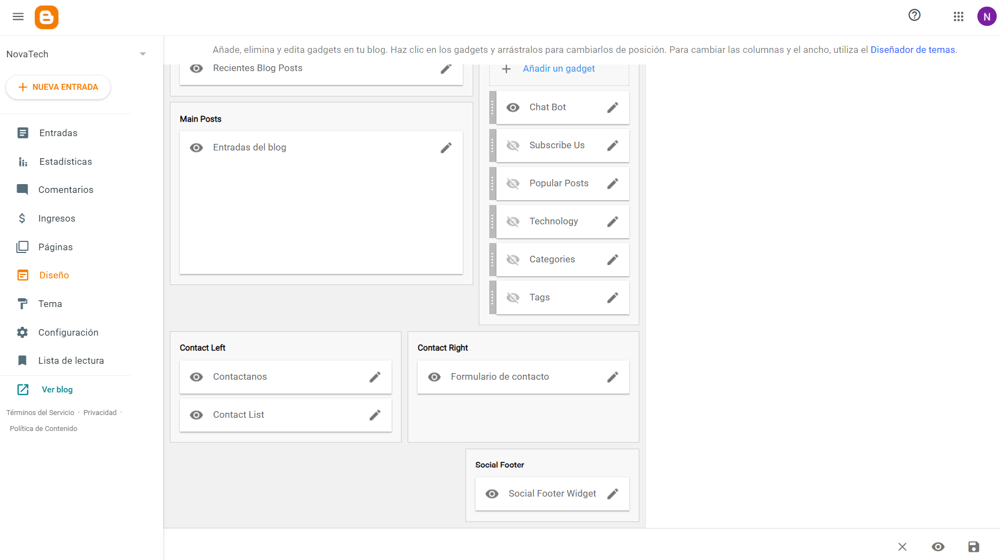 N
NovaTech
NUEVA ENTRADA
Entradas
Estadísticas
Comentarios
Ingresos
Páginas
Diseño
Tema
Configuración
Lista de lectura
Ver blog
Términos del Servicio · Privacidad ·
Política de Contenido
Añade, elimina y edita gadgets en tu blog. Haz clic en los gadgets y arrástralos para cambiarlos de posición. Para cambiar las columnas y el ancho, utiliza el Diseñador de temas.
Recientes Blog Posts
Main Posts
Entradas del blog
Añadir un gadget
Chat Bot
Subscribe Us
Popular Posts
Technology
Categories
Tags
Contact Left
Contactanos
Contact List
Contact Right
Formulario de contacto
Social Footer
Social Footer Widget